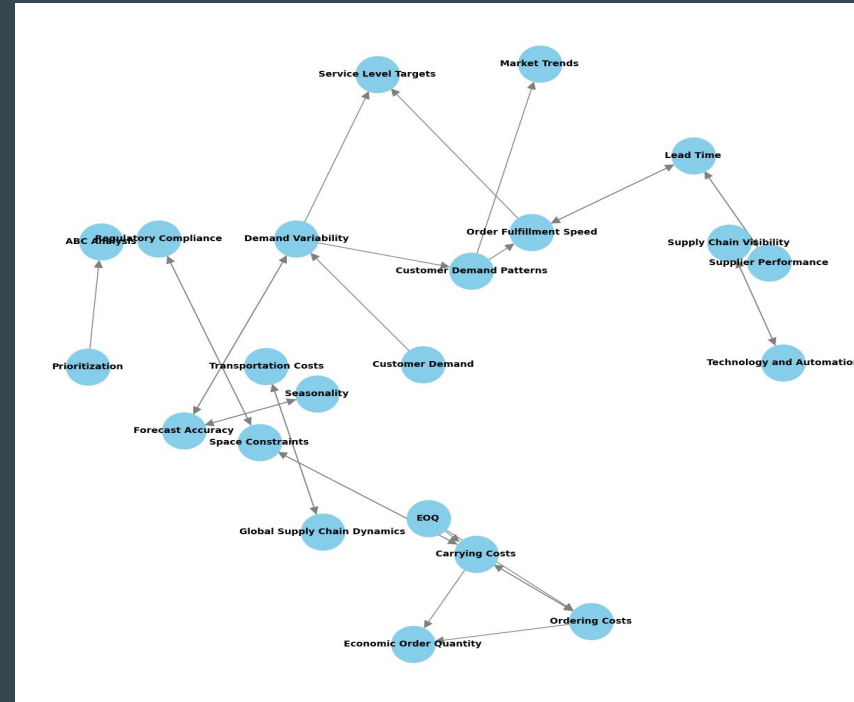 Market Trends
Service Level Targets
Lead Time
Order Fulfillment Speed
ABC Analysis
Regulatory Compliance
Demand Variability
Supply Chain Visibility
Supplier Performance
Customer Demand Patterns
Technology and Automatio
Customer Demand
Transportation Costs
Prioritization
Seasonality
Forecast Accuracy
Space Constraints
EOQ
Global Supply Chain Dynamics
Carrying Costs
Ordering Costs
Economic Order Quantity